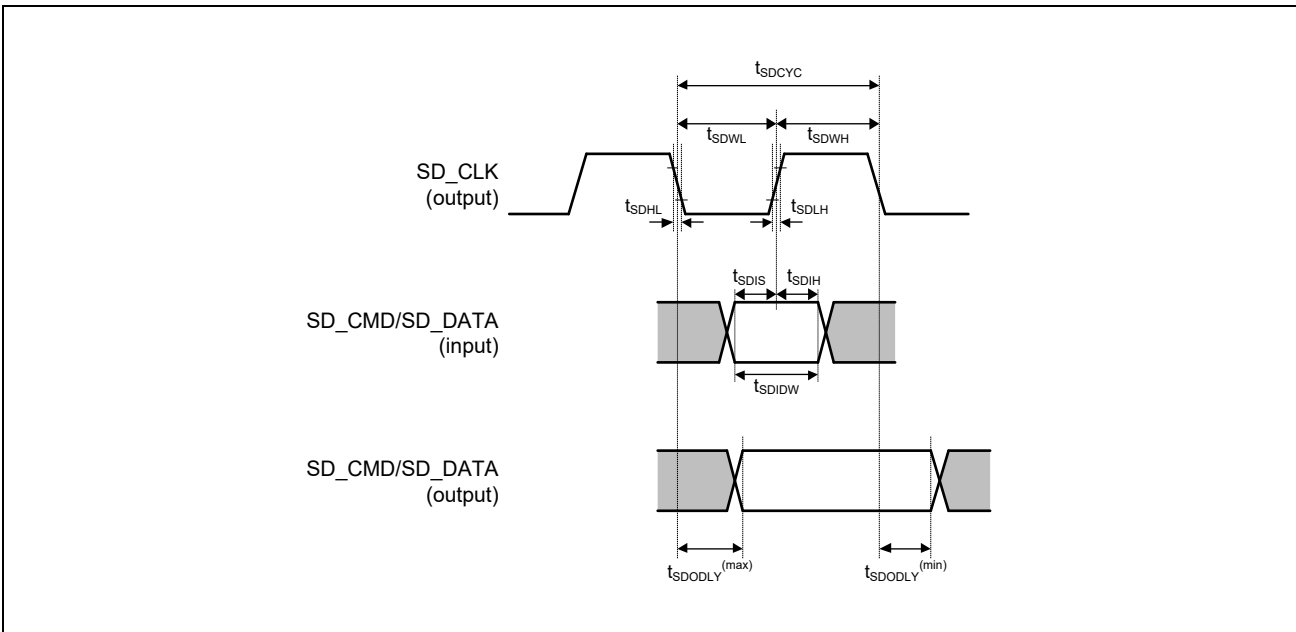 tSDCYC
tSDWL tSDWH
SD_CLK
(output)
tSDHL tSDLH
tSDIS tSDIH
SD_CMD/SD_DATA
(input)
tSDIDW
SD_CMD/SD_DATA
(output)
tSDODLY(max) tSDODLY(min)